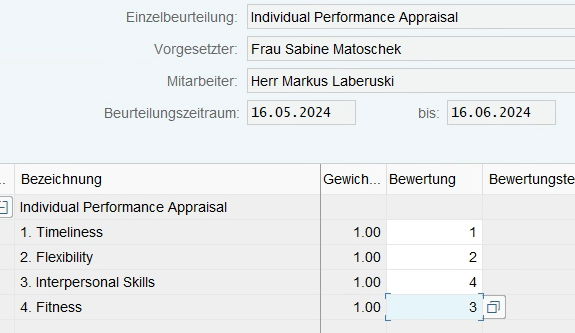 Einzelbeurteilung: Individual Performance Appraisal
Vorgesetzter: Frau Sabine Matoschek
Mitarbeiter: Herr Markus Laberuski
Beurteilungszeitraum: 16.05.2024 bis: 16.06.2024
.. Bezeichnung Gewich... Bewertung Bewertungste
Individual Performance Appraisal
1. Timeliness 1.00 1
2. Flexibility 1.00 2
3. Interpersonal Skills 1.00 4
4. Fitness 1.00 3